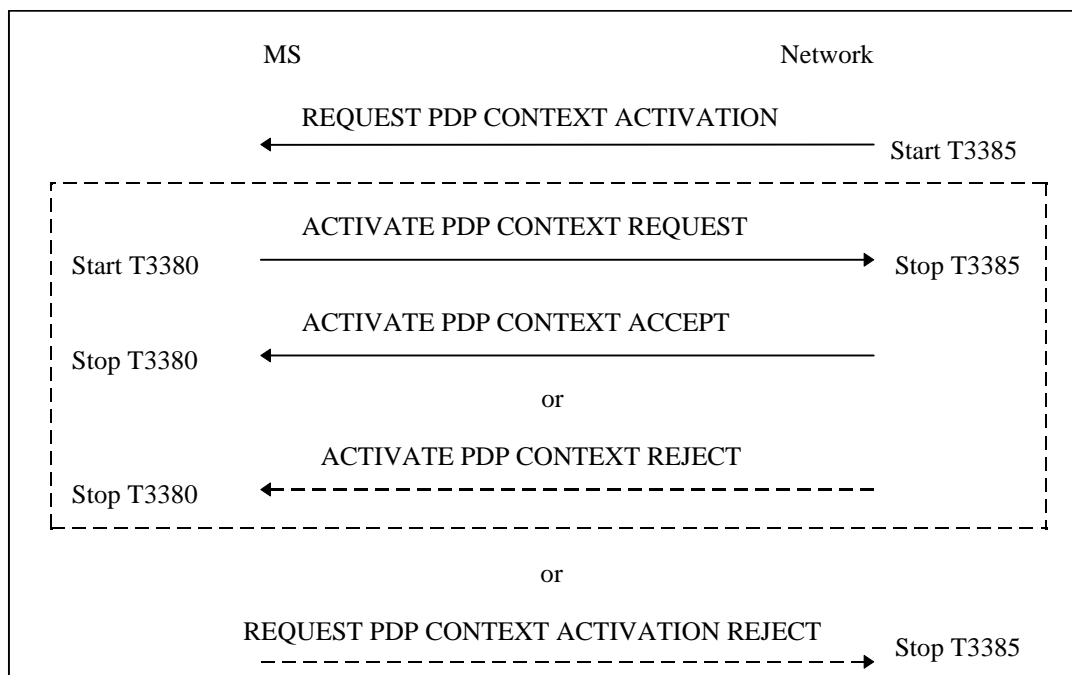 MS Network
REQUEST PDP CONTEXT ACTIVATION
Start T3385
ACTIVATE PDP CONTEXT REQUEST
Start T3380 Stop T3385
ACTIVATE PDP CONTEXT ACCEPT
Stop T3380
or
ACTIVATE PDP CONTEXT REJECT
Stop T3380
or
REQUEST PDP CONTEXT ACTIVATION REJECT
Stop T3385